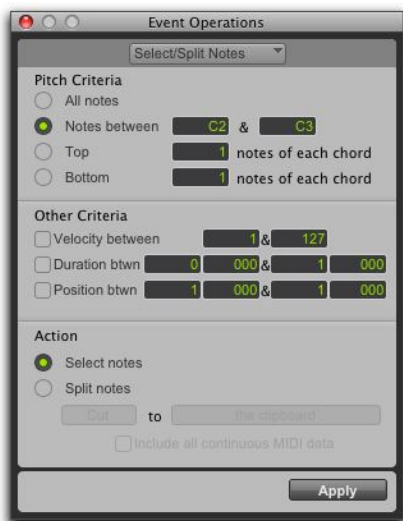 Event Operations
Select/Split Notes
Pitch Criteria
All notes
Notes between C2 & C3
Top 1 notes of each chord
Bottom 1 notes of each chord
Other Criteria
Velocity between 1 & 127
Duration btwn 0 000 & 1 000
Position btwn 1 000 & 1 000
Action
Select notes
Split notes
Cut to the clipboard
Include all continuous MIDI data
Apply